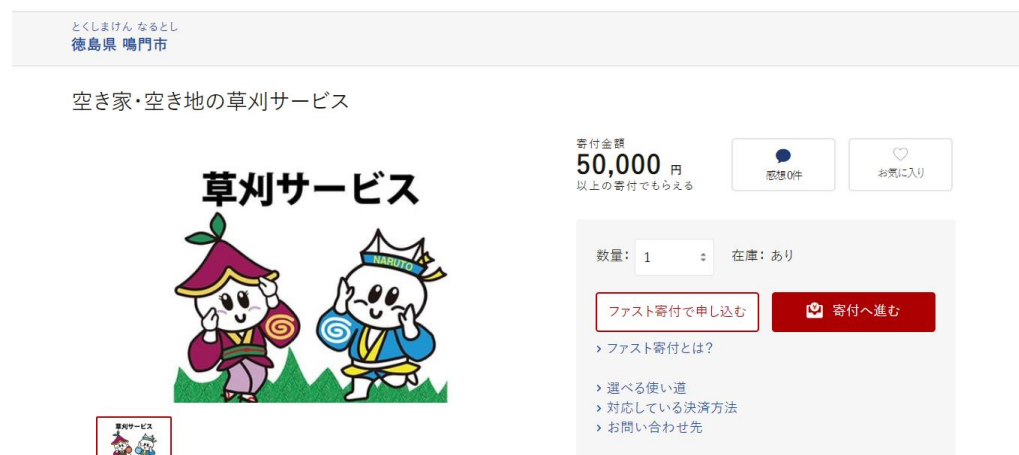 とくしまけん なるとし
徳島県 鳴門市
空き家・空き地の草刈サービス
草刈サービス
NARUTO
草刈サービス
寄付金額
50,000 円
以上の寄付でもらえる
感想0件
お気に入り
数量： 1 在庫： あり
ファスト寄付で申し込む
寄付へ進む
› ファスト寄付とは？
› 選べる使い道
› 対応している決済方法
› お問い合わせ先